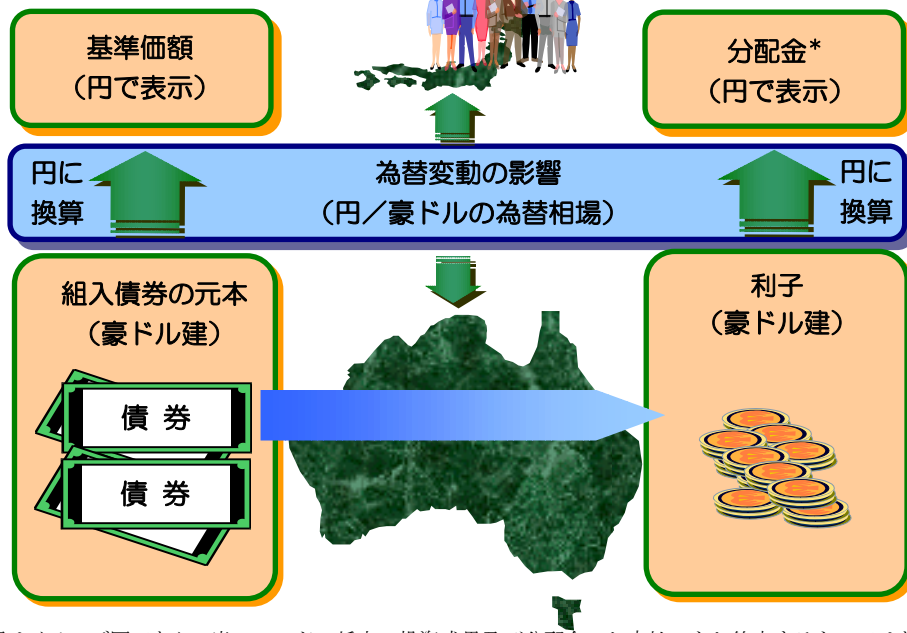 基準価額
（円で表示）
分配金*
（円で表示）
円に
換算
為替変動の影響
（円／豪ドルの為替相場）
円に
換算
組入債券の元本
（豪ドル建）
利子
（豪ドル建）
債 券
債 券